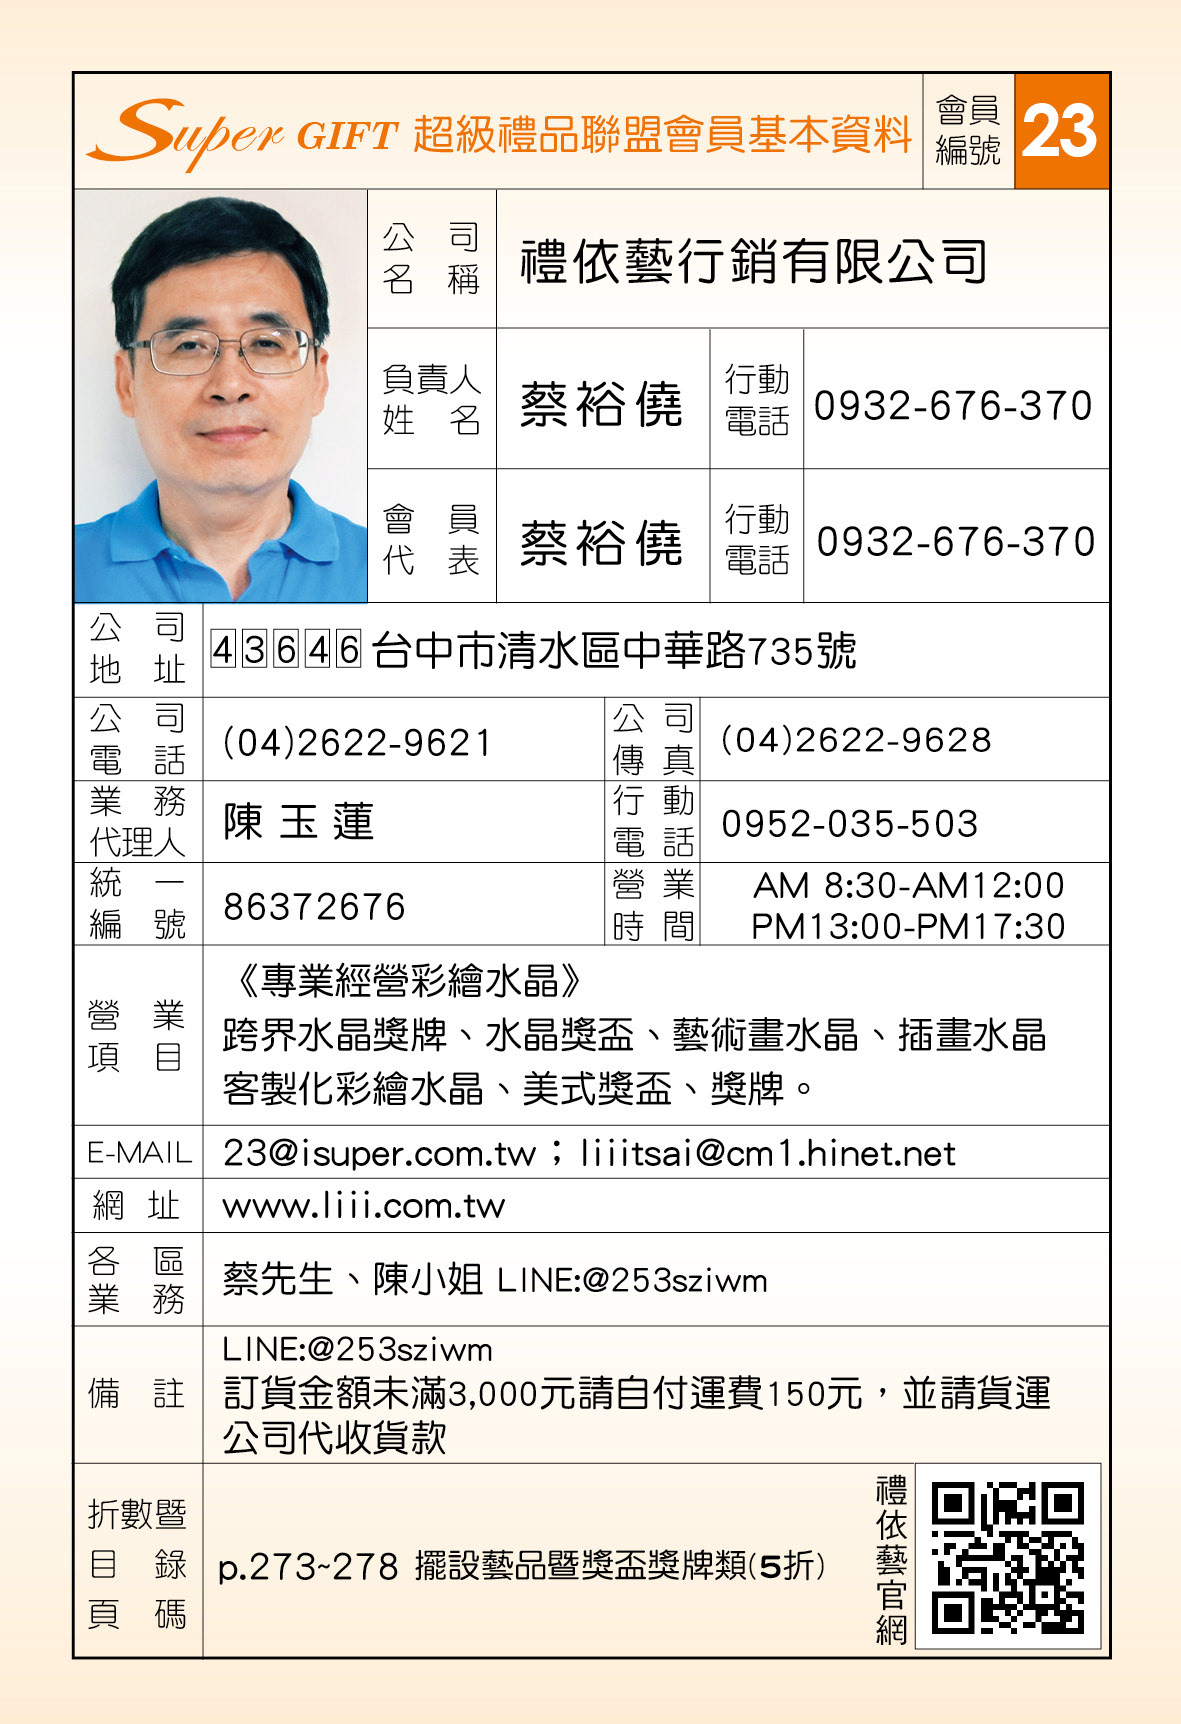 Super GIFT 超級禮品聯盟會員基本資料
會員編號 23
公司名稱 禮依藝行銷有限公司
負責人姓名 蔡裕僥 行動電話 0932-676-370
會員代表 蔡裕僥 行動電話 0932-676-370
公司地址 43646 台中市清水區中華路735號
公司電話 (04)2622-9621 公司傳真 (04)2622-9628
業務代理人 陳玉蓮 行動電話 0952-035-503
統一編號 86372676 營業時間 AM 8:30-AM12:00
PM13:00-PM17:30
營業項目 《專業經營彩繪水晶》
跨界水晶獎牌、水晶獎盃、藝術畫水晶、插畫水晶
客製化彩繪水晶、美式獎盃、獎牌。
E-MAIL 23@isuper.com.tw；liiitsai@cm1.hinet.net
網址 www.liii.com.tw
各區業務 蔡先生、陳小姐 LINE:@253sziwm
備註 LINE:@253sziwm
訂貨金額未滿3,000元請自付運費150元，並請貨運
公司代收貨款
折數暨目錄頁碼 p.273~278 擺設藝品暨獎盃獎牌類(5折)
禮依藝官網